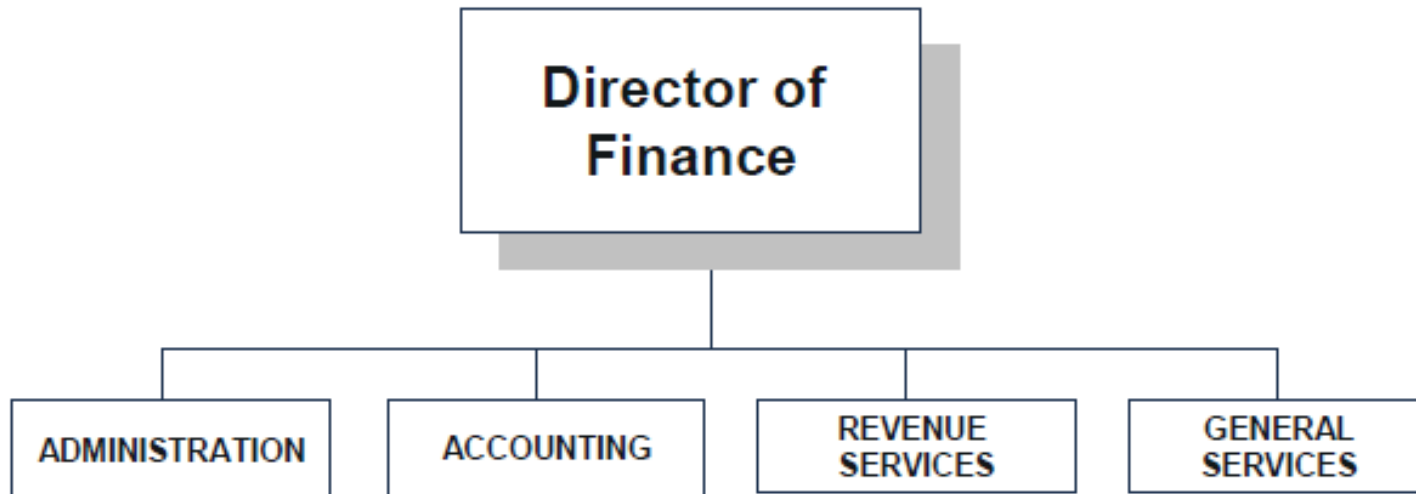 Director of
Finance
ADMINISTRATION
ACCOUNTING
REVENUE
SERVICES
GENERAL
SERVICES